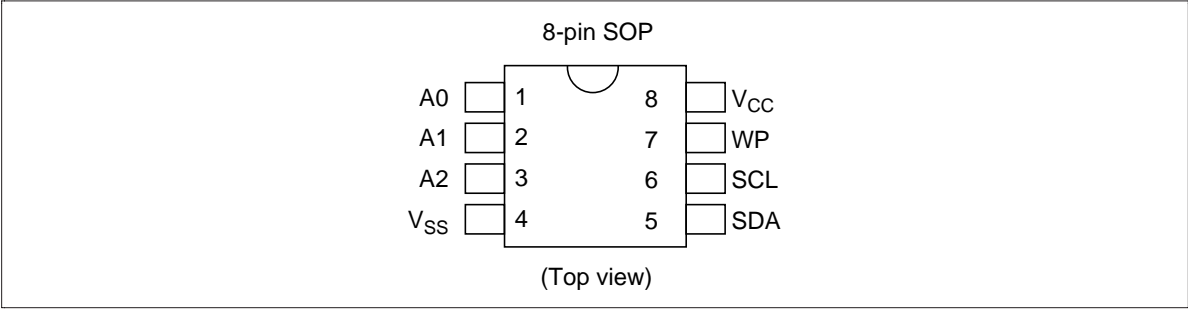 8-pin SOP
A0 1 8 VCC
A1 2 7 WP
A2 3 6 SCL
VSS 4 5 SDA
(Top view)